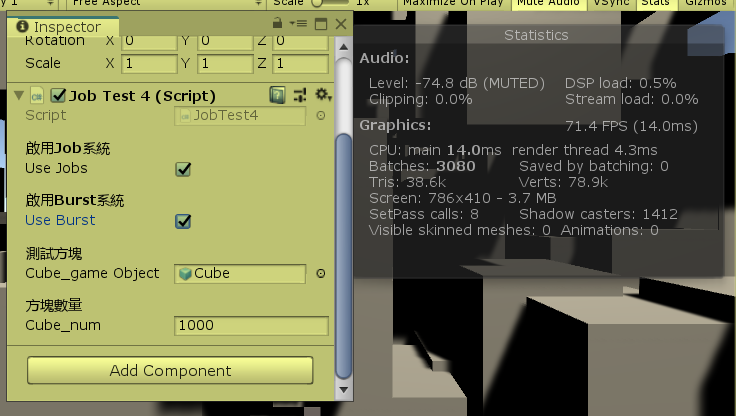 y 1
Free Aspect
Scale
1x
Maximize On Play
Mute Audio
VSync
Stats
Gizmos
Inspector
Rotation X 0 Y 0 Z 0
Scale X 1 Y 1 Z 1
Job Test 4 (Script)
Script JobTest4
啟用Job系統
Use Jobs
啟用Burst系統
Use Burst
測試方塊
Cube_game Object Cube
方塊數量
Cube_num 1000
Add Component
Statistics
Audio:
Level: -74.8 dB (MUTED) DSP load: 0.5%
Clipping: 0.0% Stream load: 0.0%
Graphics: 71.4 FPS (14.0ms)
CPU: main 14.0ms render thread 4.3ms
Batches: 3080 Saved by batching: 0
Tris: 38.6k Verts: 78.9k
Screen: 786x410 - 3.7 MB
SetPass calls: 8 Shadow casters: 1412
Visible skinned meshes: 0 Animations: 0